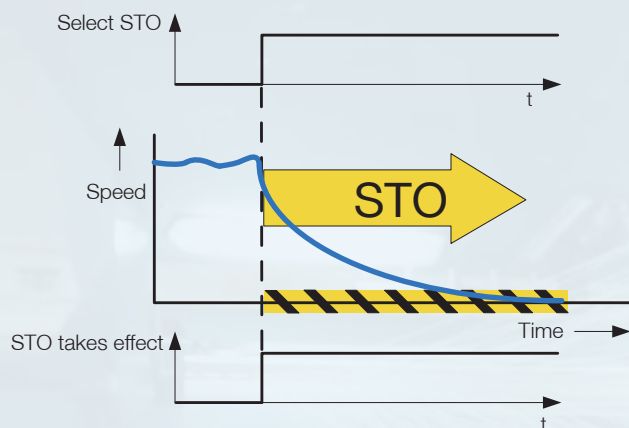 Select STO
t
Speed
STO
Time
STO takes effect
t